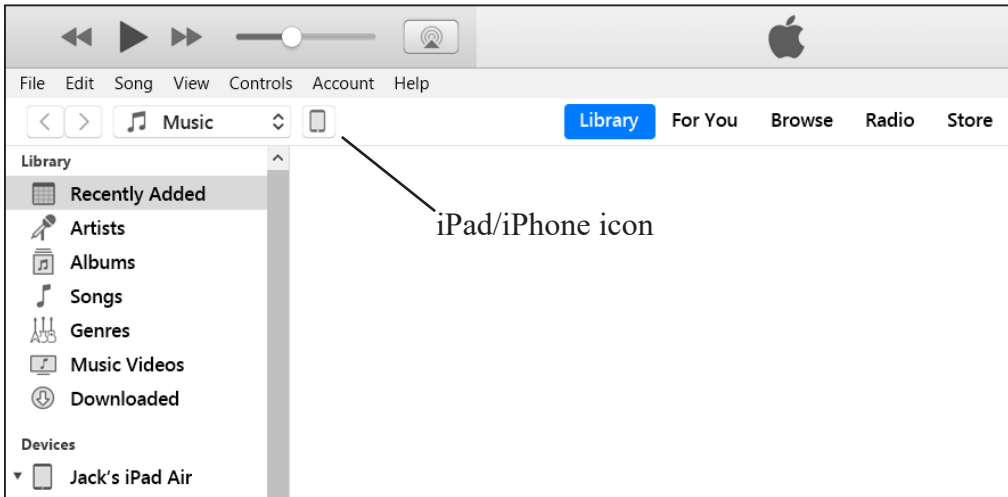 File Edit Song View Controls Account Help
Music
Library For You Browse Radio Store
Library
Recently Added
Artists
Albums
Songs
Genres
Music Videos
Downloaded
Devices
Jack's iPad Air
iPad/iPhone icon